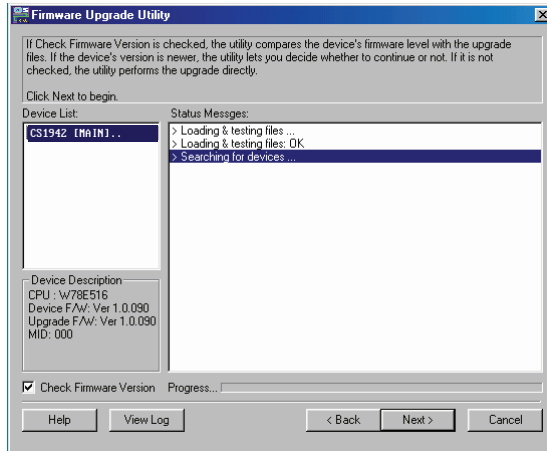 Firmware Upgrade Utility
If Check Firmware Version is checked, the utility compares the device's firmware level with the upgrade
files. If the device's version is newer, the utility lets you decide whether to continue or not. If it is not
checked, the utility performs the upgrade directly.
Click Next to begin.
Device List:
CS1942 [MAIN]..
Status Messges:
> Loading & testing files ...
> Loading & testing files: OK
> Searching for devices ...
Device Description
CPU : W78E516
Device F/W: Ver 1.0.090
Upgrade F/W: Ver 1.0.090
MID: 000
Check Firmware Version
Progress...
Help
View Log
< Back
Next >
Cancel